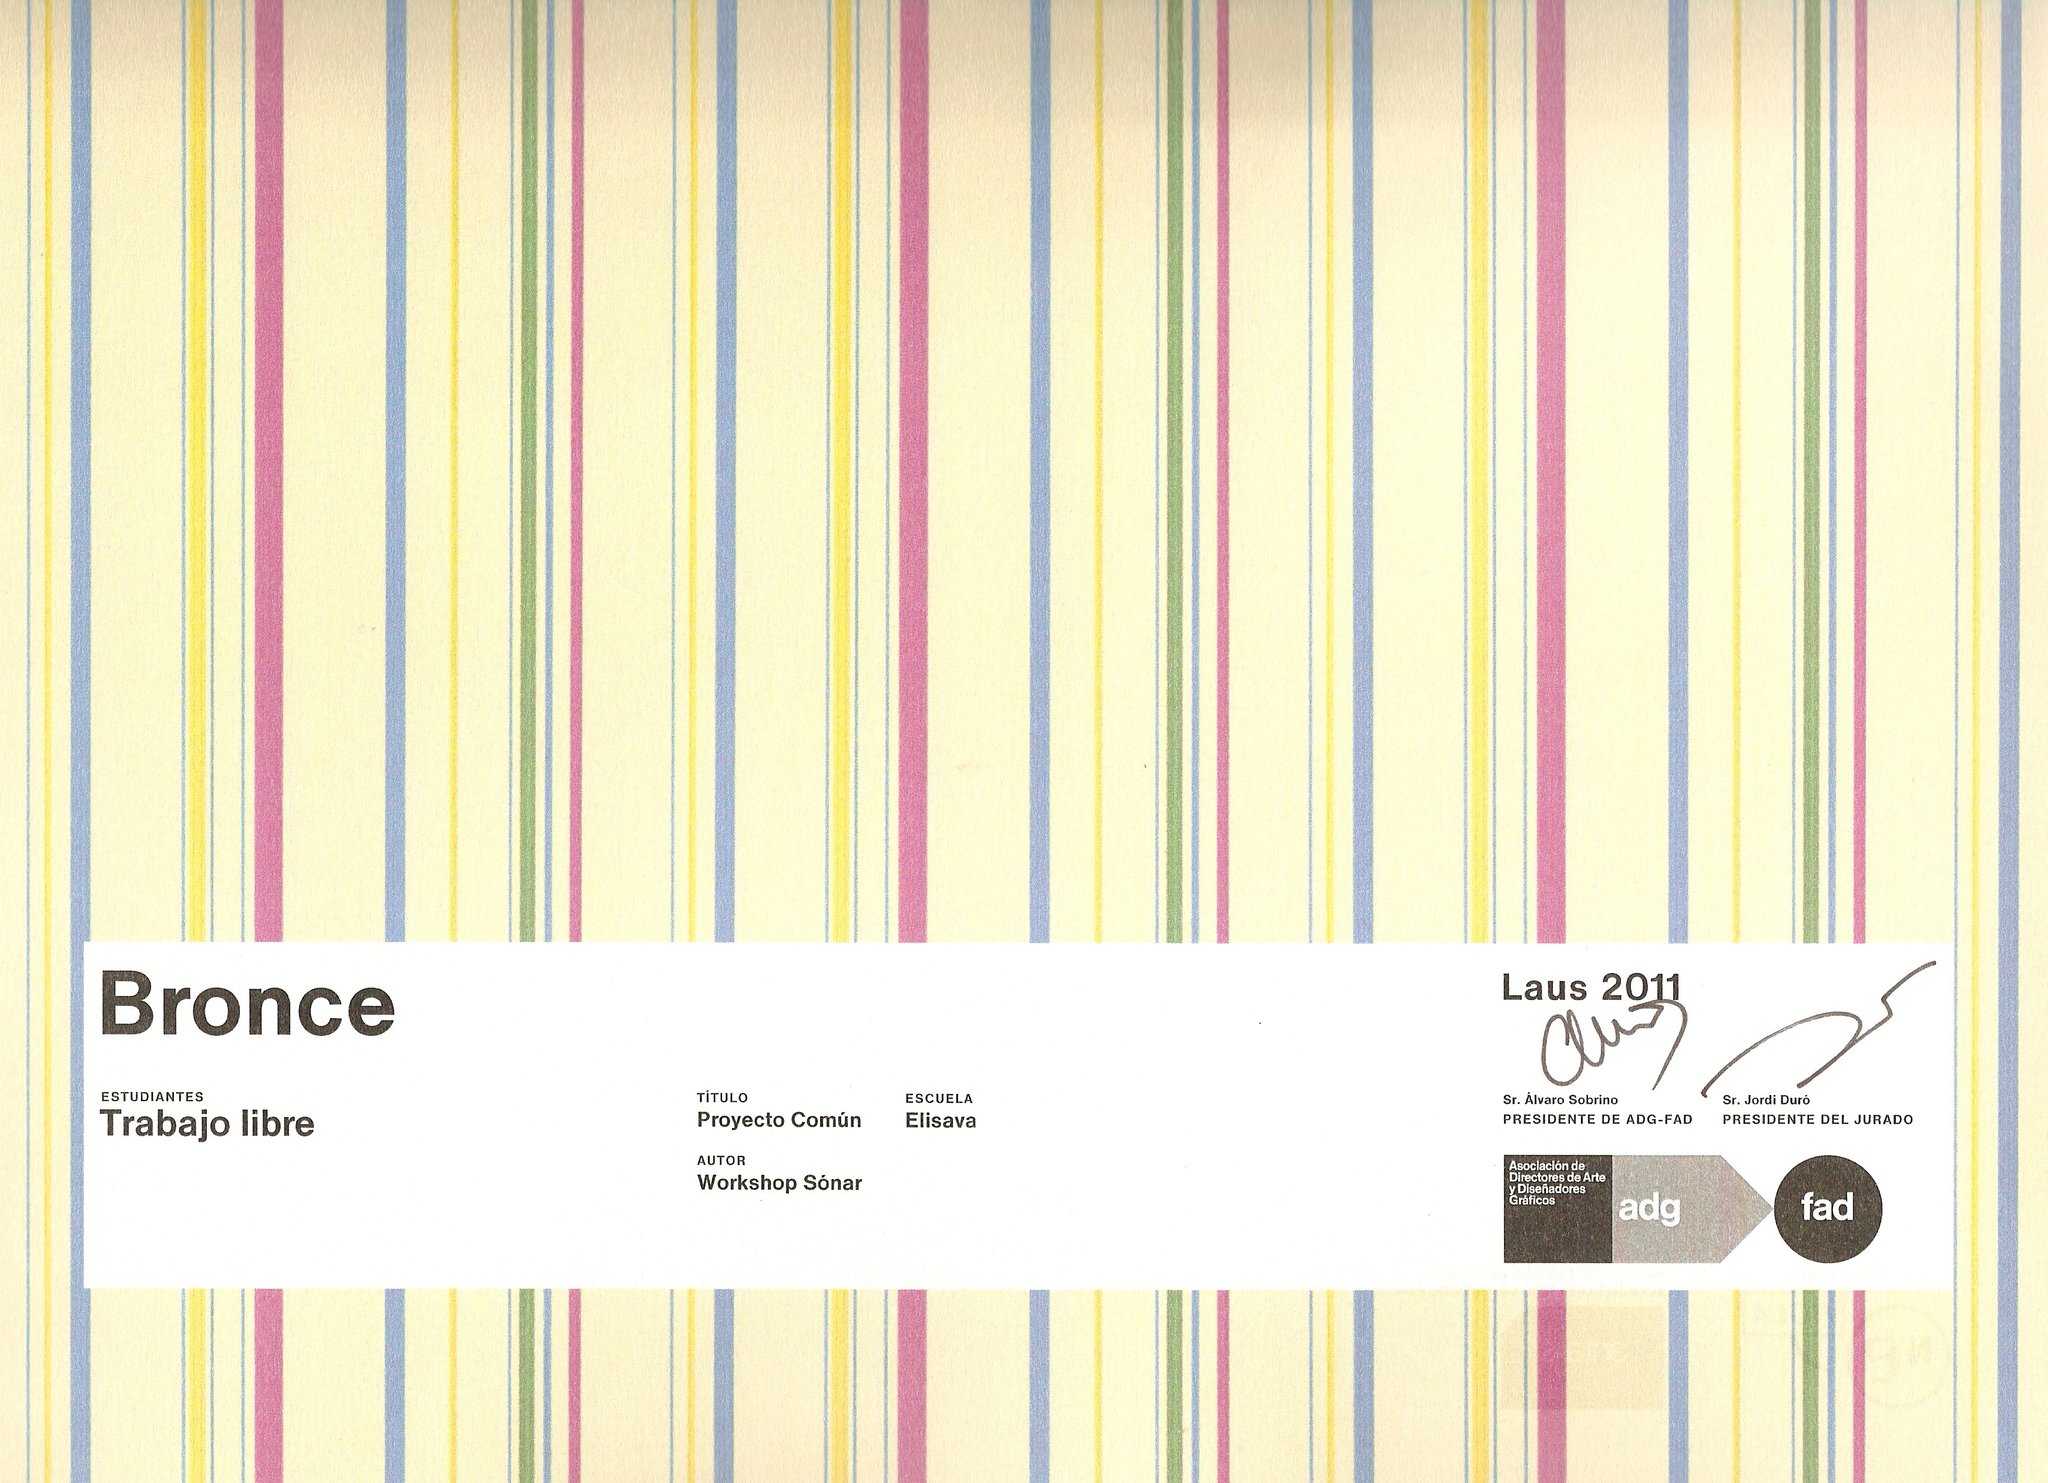 Bronce
ESTUDIANTES
Trabajo libre
TÍTULO
Proyecto Común
AUTOR
Workshop Sónar
ESCUELA
Elisava
Laus 2011
Sr. Álvaro Sobrino
PRESIDENTE DE ADG-FAD
Sr. Jordi Duró
PRESIDENTE DEL JURADO
Asociación de
Directores de Arte
y Diseñadores
Gráficos
adg
fad